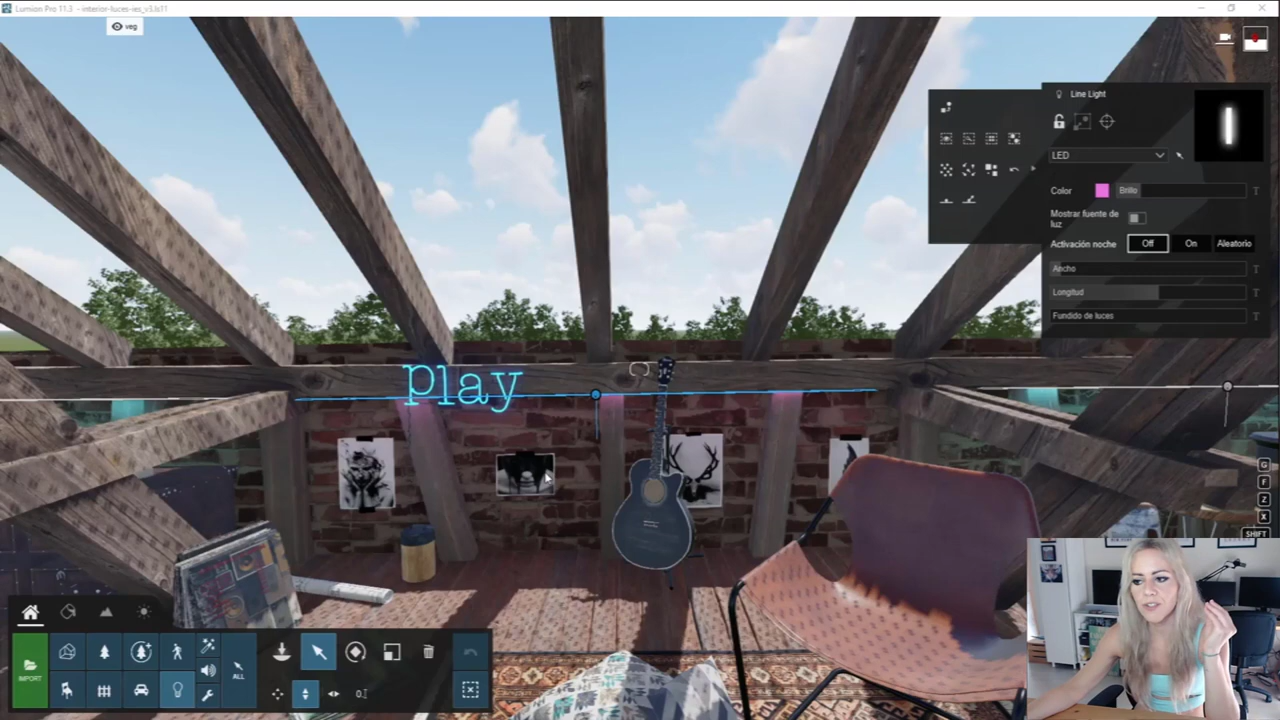 Lumion Pro 11.3 - interior-luces-ies_v3.ls11
veg
Line Light
LED
Color
Brillo
Mostrar fuente de luz
Activación noche
Off
On
Aleatorio
Ancho
Longitud
Fundido de luces
play
G
F
Z
X
SHIFT
IMPORT
ALL